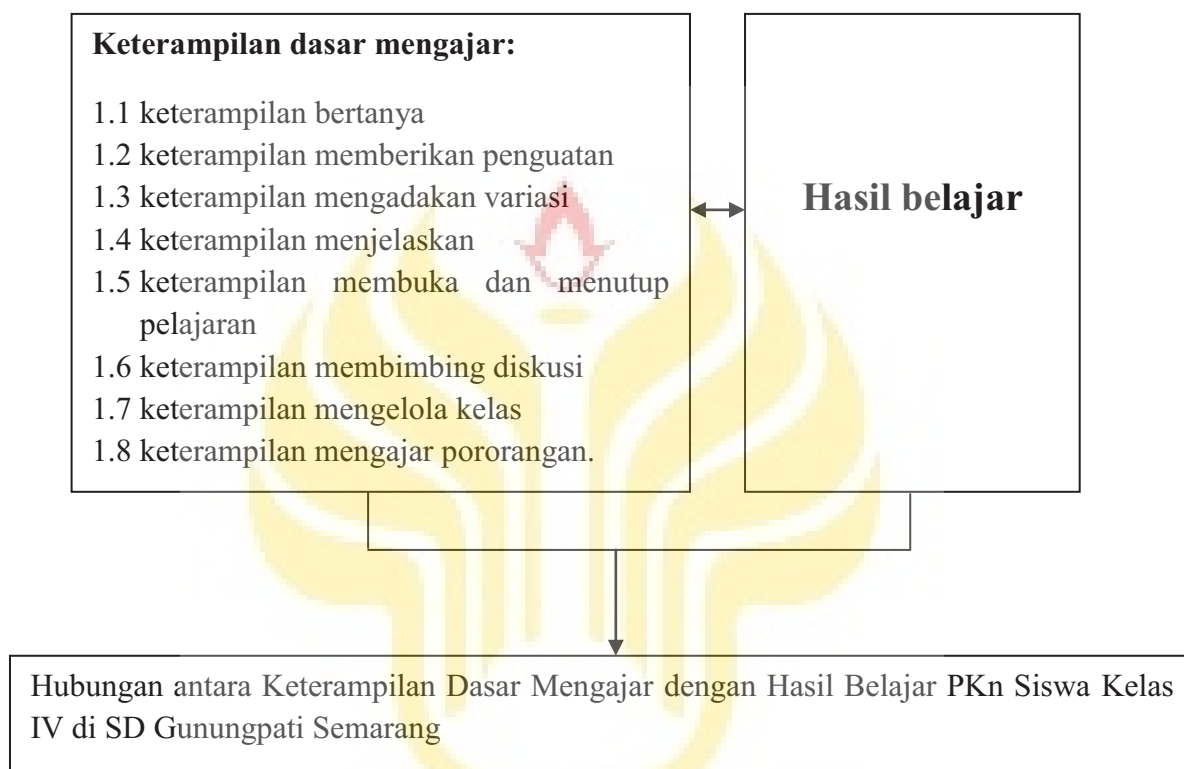 Keterampilan dasar mengajar:
1.1 keterampilan bertanya
1.2 keterampilan memberikan penguatan
1.3 keterampilan mengadakan variasi
1.4 keterampilan menjelaskan
1.5 keterampilan membuka dan menutup
pelajaran
1.6 keterampilan membimbing diskusi
1.7 keterampilan mengelola kelas
1.8 keterampilan mengajar pororangan.
Hasil belajar
Hubungan antara Keterampilan Dasar Mengajar dengan Hasil Belajar PKn Siswa Kelas
IV di SD Gunungpati Semarang